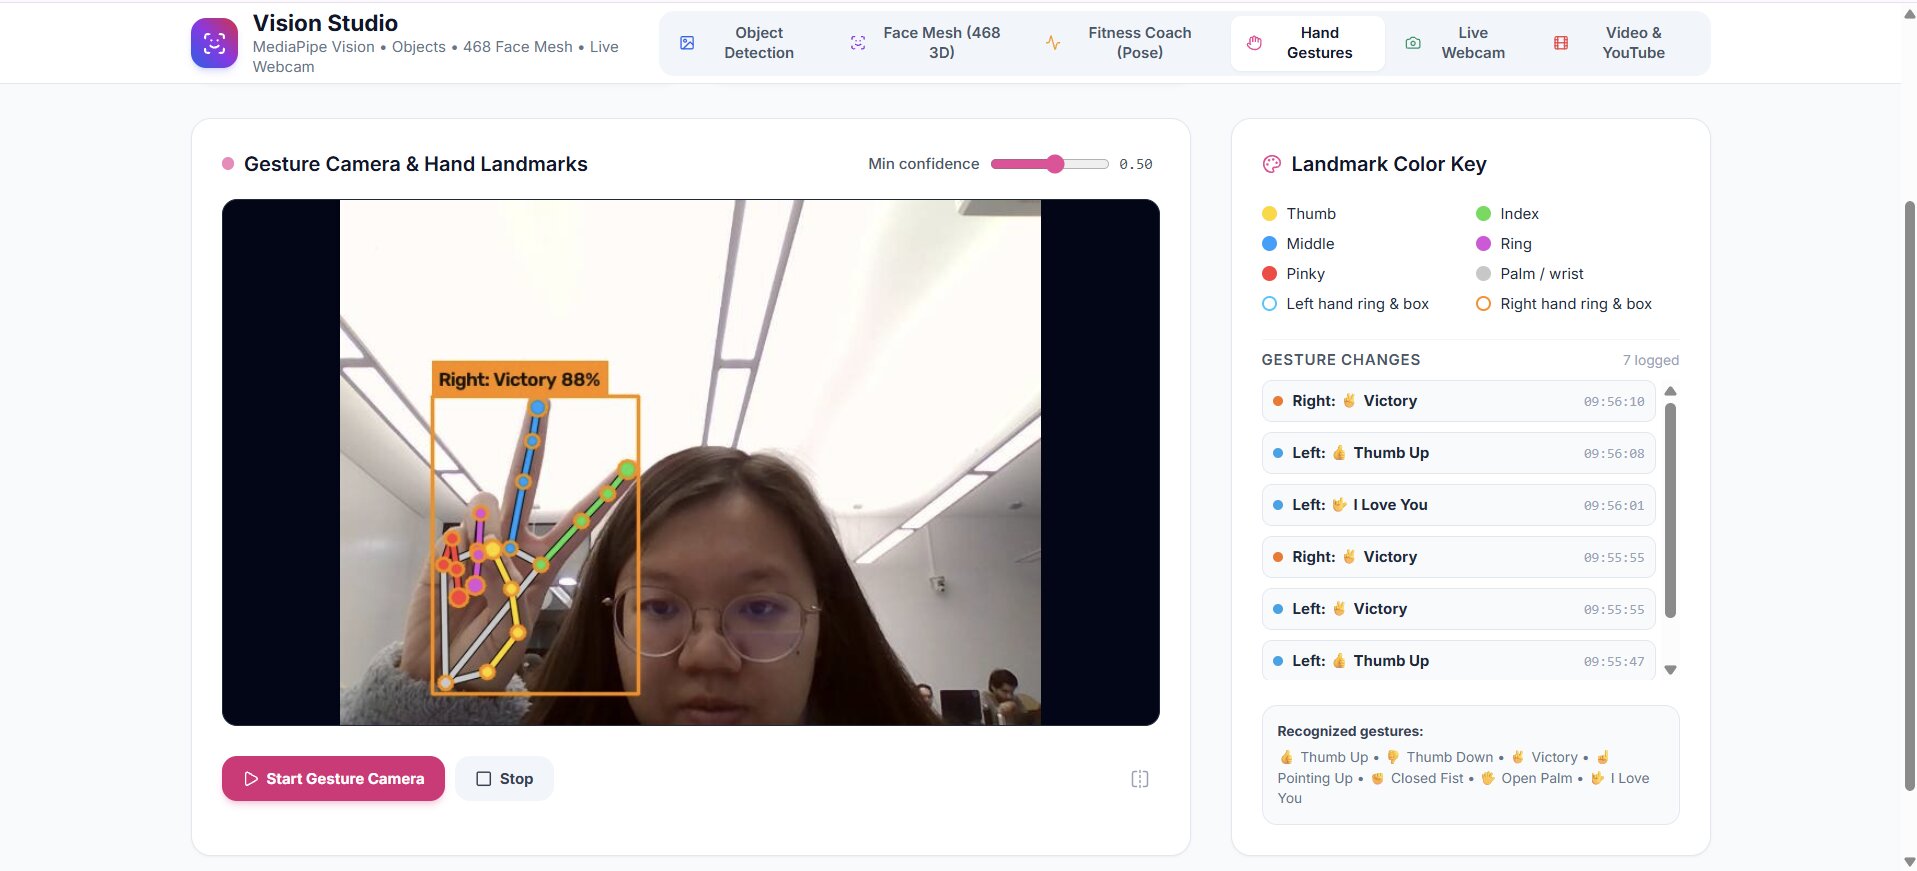 Vision Studio
MediaPipe Vision • Objects • 468 Face Mesh • Live
Webcam
Object
Detection
Face Mesh (468
3D)
Fitness Coach
(Pose)
Hand
Gestures
Live
Webcam
Video &
YouTube
Gesture Camera & Hand Landmarks
Min confidence 0.50
Right: Victory 88%
Start Gesture Camera
Stop
Landmark Color Key
Thumb
Index
Middle
Ring
Pinky
Palm / wrist
Left hand ring & box
Right hand ring & box
GESTURE CHANGES 7 logged
Right: ✌ Victory 09:56:10
Left: 👍 Thumb Up 09:56:08
Left: 🤟 I Love You 09:56:01
Right: ✌ Victory 09:55:55
Left: ✌ Victory 09:55:55
Left: 👍 Thumb Up 09:55:47
Recognized gestures:
👍 Thumb Up • 👎 Thumb Down • ✌ Victory • ☝
Pointing Up • ✊ Closed Fist • 🖐 Open Palm • 🤟 I Love
You